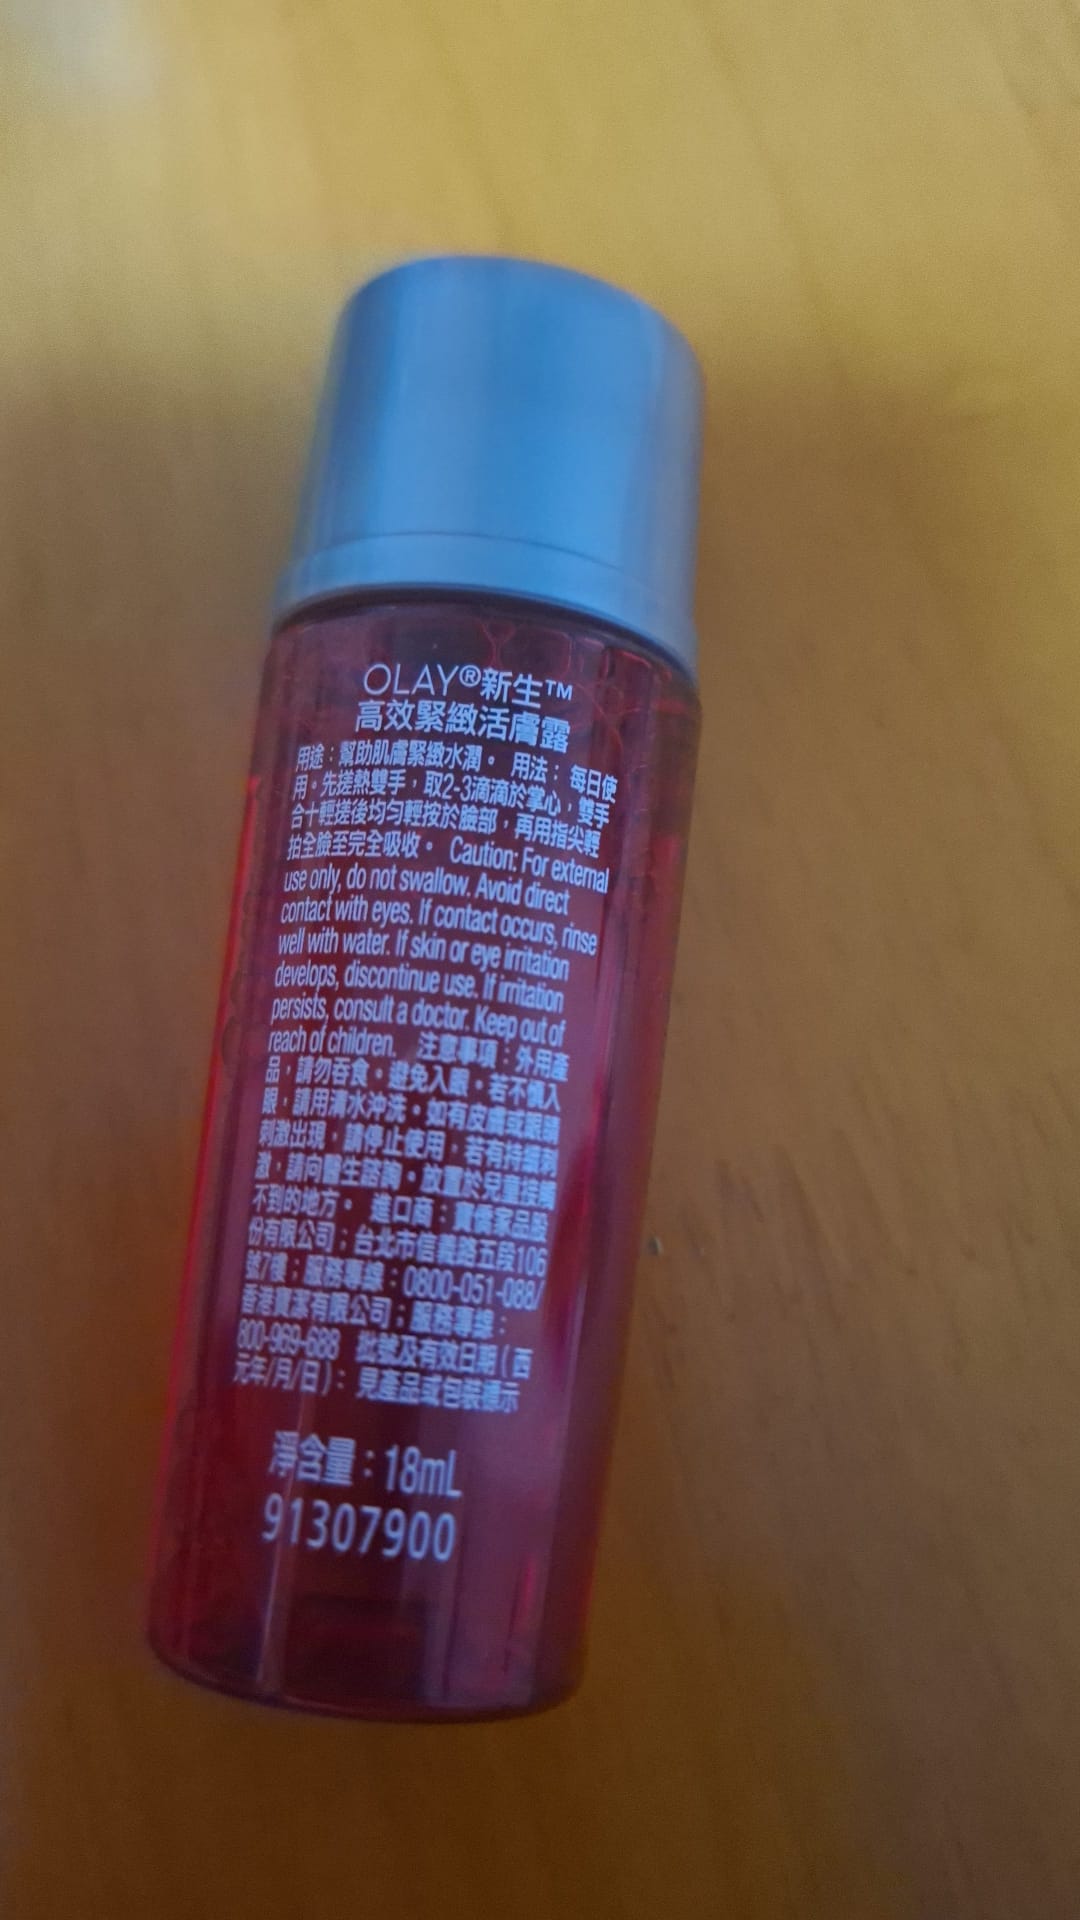 OLAY®新生™
高效緊緻活膚露
用途：幫助肌膚緊緻水潤。 用法：每日使
用。先搓熱雙手，取2-3滴滴於掌心，雙手
合十輕搓後均勻輕按於臉部，再用指尖輕
拍全臉至完全吸收。 Caution: For external
use only, do not swallow. Avoid direct
contact with eyes. If contact occurs, rinse
well with water. If skin or eye irritation
develops, discontinue use. If irritation
persists, consult a doctor. Keep out of
reach of children. 注意事項：外用產
品，請勿吞食。避免入眼。若不慎入
眼，請用清水沖洗。如有皮膚或眼睛
刺激出現，請停止使用，若有持續刺
激，請向醫生諮詢。放置於兒童接觸
不到的地方。 進口商：寶僑家品股
份有限公司；台北市信義路五段106
號7樓；服務專線：0800-051-088/
香港寶潔有限公司；服務專線：
800-969-688 批號及有效日期（西
元年/月/日）：見產品或包裝標示
淨含量：18mL
91307900